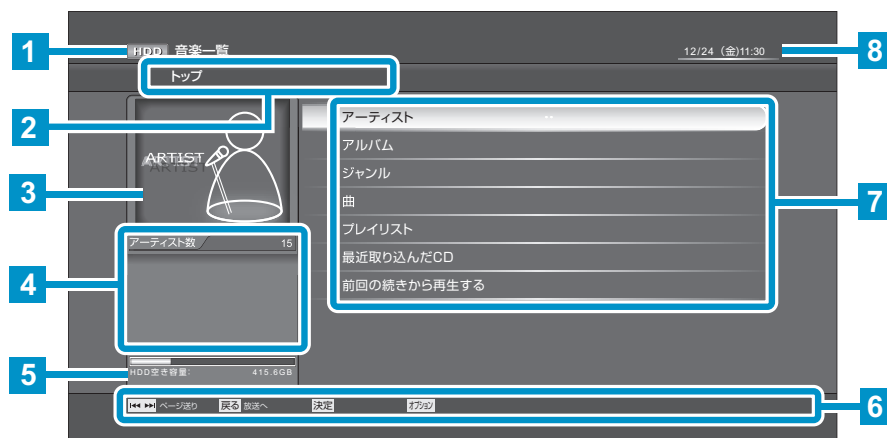 1
HDD 音楽一覧
12/24 (金)11:30
8
トップ
2
3
ARTIST
アーティスト
アルバム
ジャンル
曲
プレイリスト
最近取り込んだCD
前回の続きから再生する
7
4
アーティスト数 15
5
HDD空き容量: 415.6GB
ページ送り 戻る 放送へ 決定 オプション
6